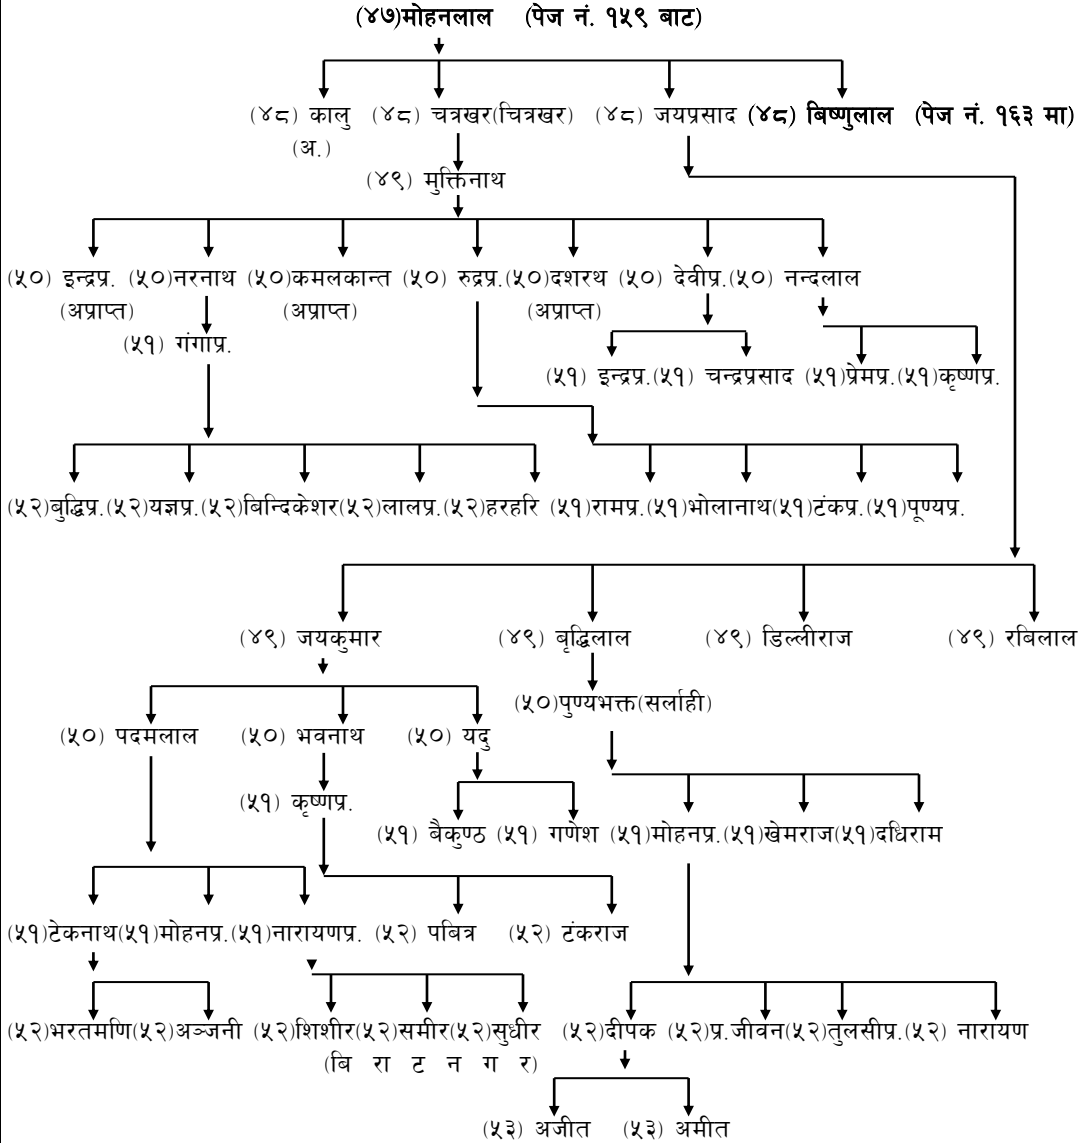 (४७)मोहनलाल (पेज नं. १५९ बाट)
(४८) कालु (४८) चत्रखर(चित्रखर) (४८) जयप्रसाद (४८) बिष्णुलाल (पेज नं. १६३ मा)
(अ.)
(४९) मुक्तिनाथ
(५०) इन्द्रप्र. (५०)नरनाथ (५०)कमलकान्त (५०) रुद्रप्र.(५०)दशरथ (५०) देवीप्र.(५०) नन्दलाल
(अप्राप्त) (अप्राप्त) (अप्राप्त)
(५१) गंगाप्र.
(५१) इन्द्रप्र.(५१) चन्द्रप्रसाद (५१)प्रेमप्र.(५१)कृष्णप्र.
(५२)बुद्धिप्र.(५२)यज्ञप्र.(५२)बिन्दिकेशर(५२)लालप्र.(५२)हरहरि (५१)रामप्र.(५१)भोलानाथ(५१)टंकप्र.(५१)पूण्यप्र.
(४९) जयकुमार (४९) बृद्धिलाल (४९) डिल्लीराज (४९) रबिलाल
(५०)पुण्यभक्त(सर्लाही)
(५०) पदमलाल (५०) भवनाथ (५०) यदु
(५१) कृष्णप्र.
(५१) बैकुण्ठ (५१) गणेश (५१)मोहनप्र.(५१)खेमराज(५१)दधिराम
(५१)टेकनाथ(५१)मोहनप्र.(५१)नारायणप्र. (५२) पबित्र (५२) टंकराज
(५२)भरतमणि(५२)अञ्जनी (५२)शिशीर(५२)समीर(५२)सुधीर (५२)दीपक (५२)प्र.जीवन(५२)तुलसीप्र.(५२) नारायण
(बि रा ट न ग र)
(५३) अजीत (५३) अमीत